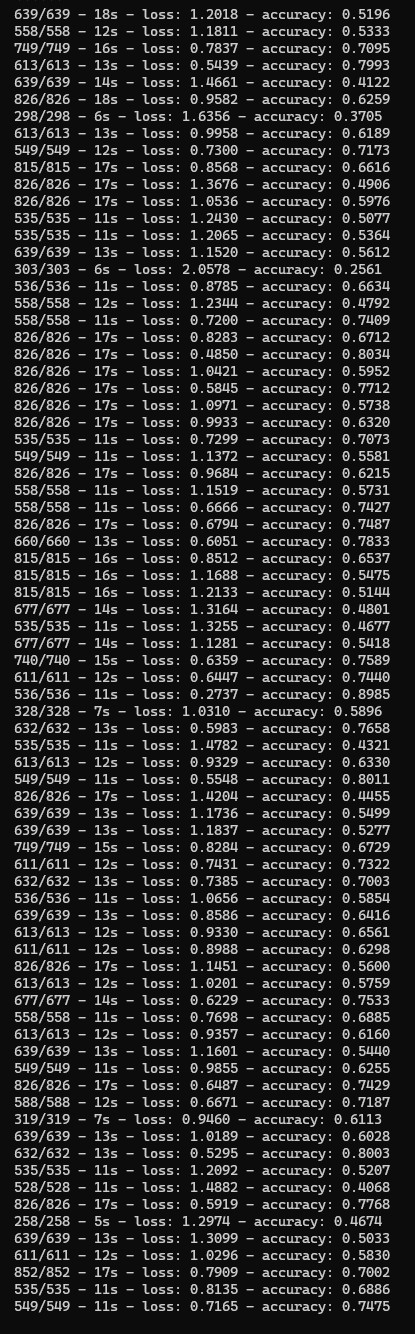 639/639 - 18s - loss: 1.2018 - accuracy: 0.5196
558/558 - 12s - loss: 1.1811 - accuracy: 0.5333
749/749 - 16s - loss: 0.7837 - accuracy: 0.7095
613/613 - 13s - loss: 0.5439 - accuracy: 0.7993
639/639 - 14s - loss: 1.4661 - accuracy: 0.4122
826/826 - 18s - loss: 0.9582 - accuracy: 0.6259
298/298 - 6s - loss: 1.6356 - accuracy: 0.3705
613/613 - 13s - loss: 0.9958 - accuracy: 0.6189
549/549 - 12s - loss: 0.7300 - accuracy: 0.7173
815/815 - 17s - loss: 0.8568 - accuracy: 0.6616
826/826 - 17s - loss: 1.3676 - accuracy: 0.4906
826/826 - 17s - loss: 1.0536 - accuracy: 0.5976
535/535 - 11s - loss: 1.2430 - accuracy: 0.5077
535/535 - 11s - loss: 1.2065 - accuracy: 0.5364
639/639 - 13s - loss: 1.1520 - accuracy: 0.5612
303/303 - 6s - loss: 2.0578 - accuracy: 0.2561
536/536 - 11s - loss: 0.8785 - accuracy: 0.6634
558/558 - 12s - loss: 1.2344 - accuracy: 0.4792
558/558 - 11s - loss: 0.7200 - accuracy: 0.7409
826/826 - 17s - loss: 0.8283 - accuracy: 0.6712
826/826 - 17s - loss: 0.4850 - accuracy: 0.8034
826/826 - 17s - loss: 1.0421 - accuracy: 0.5952
826/826 - 17s - loss: 0.5845 - accuracy: 0.7712
826/826 - 17s - loss: 1.0971 - accuracy: 0.5738
826/826 - 17s - loss: 0.9933 - accuracy: 0.6320
535/535 - 11s - loss: 0.7299 - accuracy: 0.7073
549/549 - 11s - loss: 1.1372 - accuracy: 0.5581
826/826 - 17s - loss: 0.9684 - accuracy: 0.6215
558/558 - 11s - loss: 1.1519 - accuracy: 0.5731
558/558 - 11s - loss: 0.6666 - accuracy: 0.7427
826/826 - 17s - loss: 0.6794 - accuracy: 0.7487
660/660 - 13s - loss: 0.6051 - accuracy: 0.7833
815/815 - 16s - loss: 0.8512 - accuracy: 0.6537
815/815 - 16s - loss: 1.1688 - accuracy: 0.5475
815/815 - 16s - loss: 1.2133 - accuracy: 0.5144
677/677 - 14s - loss: 1.3164 - accuracy: 0.4801
535/535 - 11s - loss: 1.3255 - accuracy: 0.4677
677/677 - 14s - loss: 1.1281 - accuracy: 0.5418
740/740 - 15s - loss: 0.6359 - accuracy: 0.7589
611/611 - 12s - loss: 0.6447 - accuracy: 0.7440
536/536 - 11s - loss: 0.2737 - accuracy: 0.8985
328/328 - 7s - loss: 1.0310 - accuracy: 0.5896
632/632 - 13s - loss: 0.5983 - accuracy: 0.7658
535/535 - 11s - loss: 1.4782 - accuracy: 0.4321
613/613 - 12s - loss: 0.9329 - accuracy: 0.6330
549/549 - 11s - loss: 0.5548 - accuracy: 0.8011
826/826 - 17s - loss: 1.4204 - accuracy: 0.4455
639/639 - 13s - loss: 1.1736 - accuracy: 0.5499
639/639 - 13s - loss: 1.1837 - accuracy: 0.5277
749/749 - 15s - loss: 0.8284 - accuracy: 0.6729
611/611 - 12s - loss: 0.7431 - accuracy: 0.7322
632/632 - 13s - loss: 0.7385 - accuracy: 0.7003
536/536 - 11s - loss: 1.0656 - accuracy: 0.5854
639/639 - 13s - loss: 0.8586 - accuracy: 0.6416
613/613 - 12s - loss: 0.9330 - accuracy: 0.6561
611/611 - 12s - loss: 0.8988 - accuracy: 0.6298
826/826 - 17s - loss: 1.1451 - accuracy: 0.5600
613/613 - 12s - loss: 1.0201 - accuracy: 0.5759
677/677 - 14s - loss: 0.6229 - accuracy: 0.7533
558/558 - 11s - loss: 0.7698 - accuracy: 0.6885
613/613 - 12s - loss: 0.9357 - accuracy: 0.6160
639/639 - 13s - loss: 1.1601 - accuracy: 0.5440
549/549 - 11s - loss: 0.9855 - accuracy: 0.6255
826/826 - 17s - loss: 0.6487 - accuracy: 0.7429
588/588 - 12s - loss: 0.6671 - accuracy: 0.7187
319/319 - 7s - loss: 0.9460 - accuracy: 0.6113
639/639 - 13s - loss: 1.0189 - accuracy: 0.6028
632/632 - 13s - loss: 0.5295 - accuracy: 0.8003
535/535 - 11s - loss: 1.2092 - accuracy: 0.5207
528/528 - 11s - loss: 1.4882 - accuracy: 0.4068
826/826 - 17s - loss: 0.5919 - accuracy: 0.7768
258/258 - 5s - loss: 1.2974 - accuracy: 0.4674
639/639 - 13s - loss: 1.3099 - accuracy: 0.5033
611/611 - 12s - loss: 1.0296 - accuracy: 0.5830
852/852 - 17s - loss: 0.7909 - accuracy: 0.7002
535/535 - 11s - loss: 0.8135 - accuracy: 0.6886
549/549 - 11s - loss: 0.7165 - accuracy: 0.7475